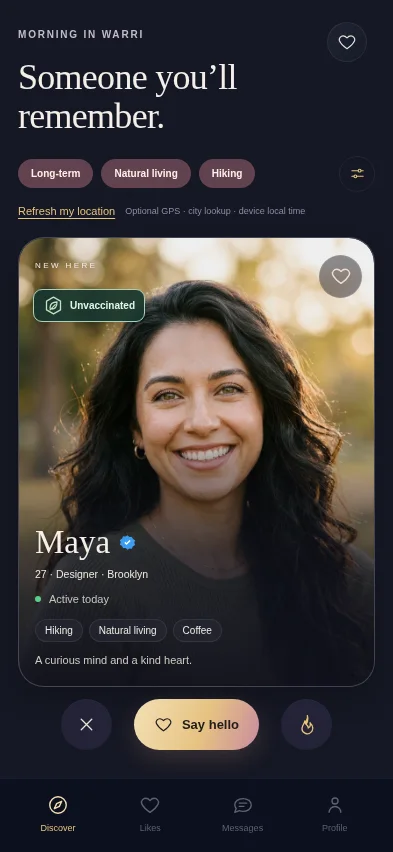 MORNING IN WARRI
Someone you’ll
remember.
Long-term Natural living Hiking
Refresh my location Optional GPS · city lookup · device local time
NEW HERE
Unvaccinated
Maya
27 · Designer · Brooklyn
Active today
Hiking Natural living Coffee
A curious mind and a kind heart.
Say hello
Discover Likes Messages Profile